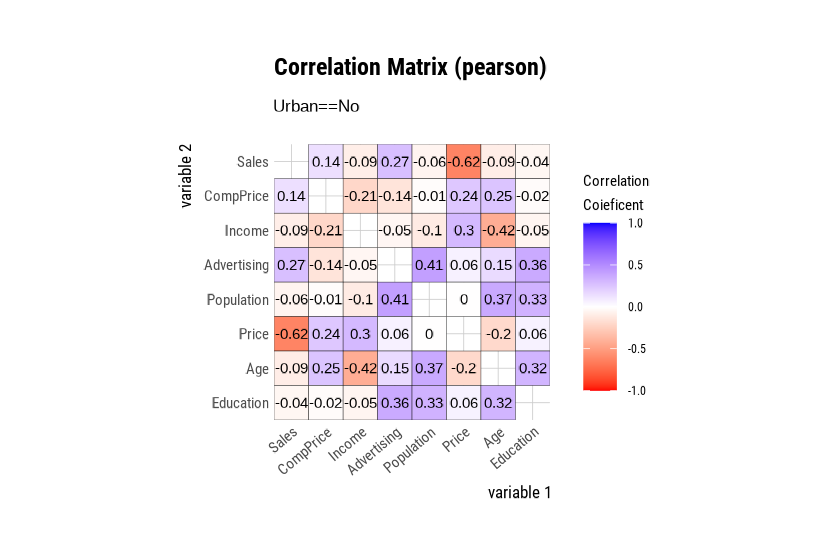 Correlation Matrix (pearson)
Urban==No
variable 2
Sales 0.14 -0.09 0.27 -0.06 -0.62 -0.09 -0.04
CompPrice 0.14 -0.21 -0.14 -0.01 0.24 0.25 -0.02
Income -0.09 -0.21 -0.05 -0.1 0.3 -0.42 -0.05
Advertising 0.27 -0.14 -0.05 0.41 0.06 0.15 0.36
Population -0.06 -0.01 -0.1 0.41 0 0.37 0.33
Price -0.62 0.24 0.3 0.06 0 -0.2 0.06
Age -0.09 0.25 -0.42 0.15 0.37 -0.2 0.32
Education -0.04 -0.02 -0.05 0.36 0.33 0.06 0.32
Sales CompPrice Income Advertising Population Price Age Education
variable 1
Correlation
Coieficent
1.0
0.5
0.0
-0.5
-1.0